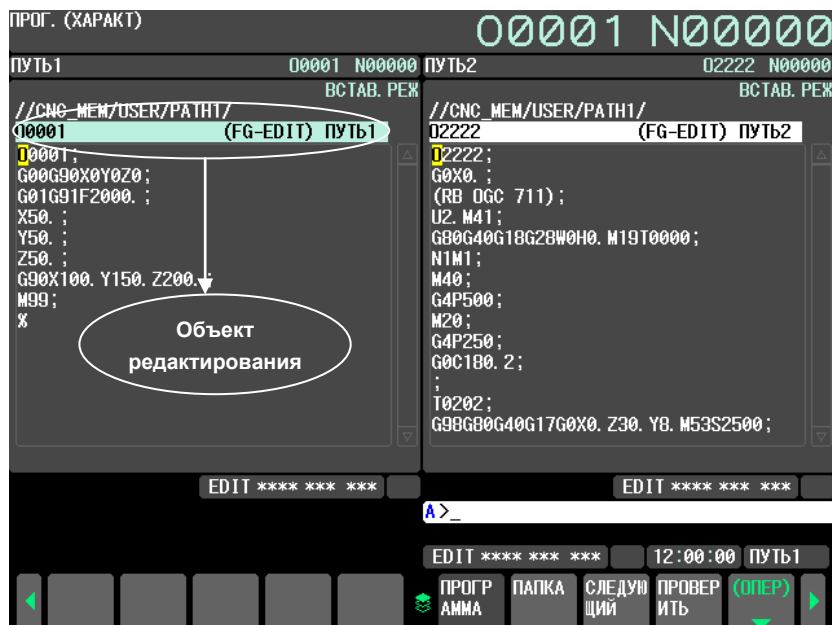 ПРОГ. (ХАРАКТ)
O0001 N00000
ПУТЬ1 O0001 N00000
ВСТАВ. РЕЖ
//CNC_MEM/USER/PATH1/
O0001 (FG-EDIT) ПУТЬ1
O0001;
G00G90X0Y0Z0;
G01G91F2000.;
X50.;
Y50.;
Z50.;
G90X100.Y150.Z200.;
M99;
%
Объект
редактирования
EDIT **** *** ***
ПУТЬ2 O2222 N00000
ВСТАВ. РЕЖ
//CNC_MEM/USER/PATH1/
O2222 (FG-EDIT) ПУТЬ2
O2222;
G0X0.;
(RB OGC 711);
U2.M41;
G80G40G18G28W0H0.M19T0000;
N1M1;
M40;
G4P500;
M20;
G4P250;
G0C180.2;
;
T0202;
G98G80G40G17G0X0.Z30.Y8.M53S2500;
EDIT **** *** ***
A>_
EDIT **** *** *** 12:00:00 ПУТЬ1
ПРОГР
АММА
ПАПКА
СЛЕДУЮ
ЩИЙ
ПРОВЕР
ИТЬ
(ОПЕР)